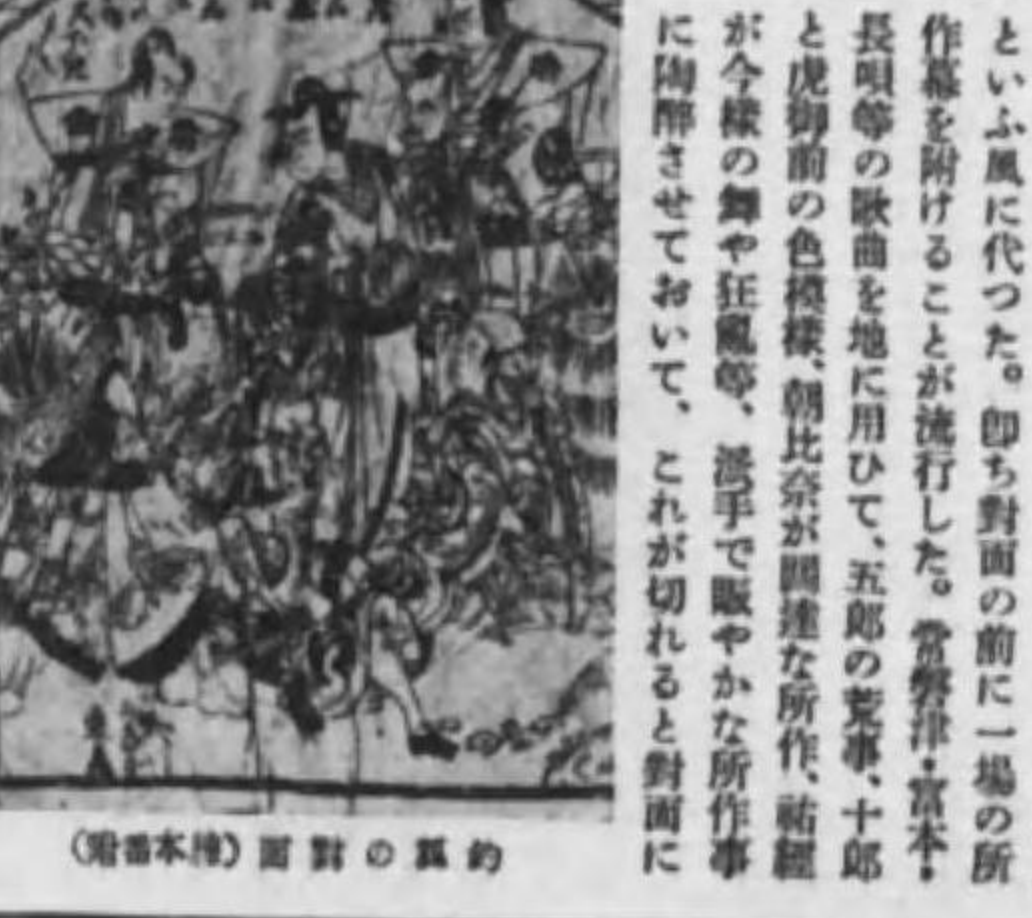 といふ風に代つた。卽ち對面の前に一場の所
作幕を附けることが流行した。常磐津・富本・
長唄等の歌曲を地に用ひて、五郎の荒事、十郎
と虎御前の色模樣、朝比奈が闊達な所作、祐經
が今樣の舞や狂亂等、派手で賑やかな所作事
に陶醉させておいて、これが切れると對面に
の對面